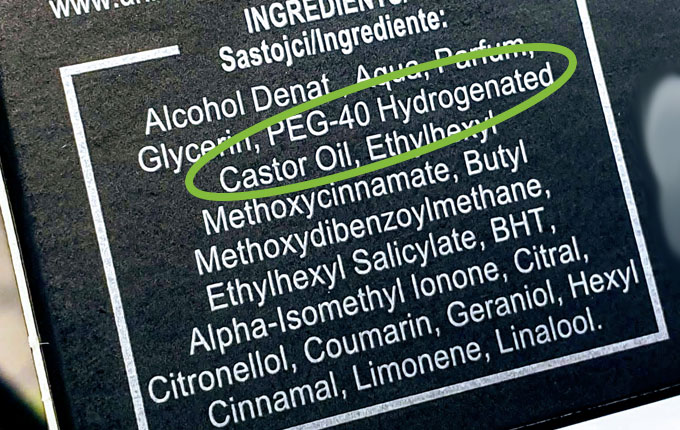 INGREDIENTS/
Sastojci/Ingrediente:
Alcohol Denat., Aqua, Parfum,
Glycerin, PEG-40 Hydrogenated
Castor Oil, Ethylhexyl
Methoxycinnamate, Butyl
Methoxydibenzoylmethane,
Ethylhexyl Salicylate, BHT,
Alpha-Isomethyl Ionone, Citral,
Citronellol, Coumarin, Geraniol, Hexyl
Cinnamal, Limonene, Linalool.